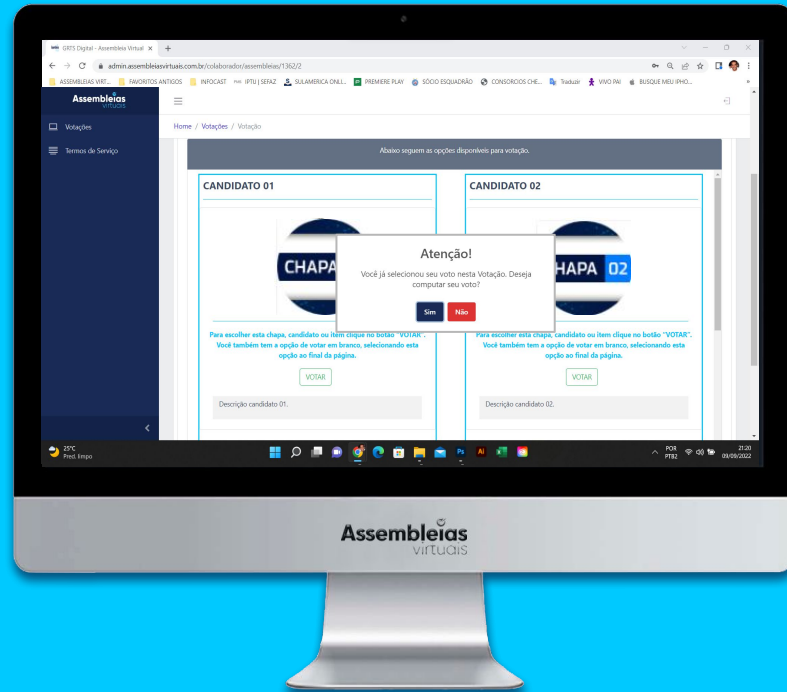 GRTS Digital - Assembleia Virtual
admin.assembleiasvirtuais.com.br/colaborador/assembleias/1362/2
ASSEMBLEIAS VIRT... FAVORITOS ANTIGOS INFOCAST IPTU | SEFAZ SULAMERICA ONLI... PREMIERE PLAY SÓCIO ESQUADRÃO CONSORCIOS CHE... Traduzir VIVO PAI BUSQUE MEU IPHO...
Assembleias
virtuais
Votações
Termos de Serviço
Home / Votações / Votação
Abaixo seguem as opções disponíveis para votação.
CANDIDATO 01
CANDIDATO 02
CHAPA
HAPA 02
Atenção!
Você já selecionou seu voto nesta Votação. Deseja
computar seu voto?
Sim
Não
Para escolher esta chapa, candidato ou item clique no botão "VOTAR".
Você também tem a opção de votar em branco, selecionando esta
opção ao final da página.
VOTAR
Descrição candidato 01.
Para escolher esta chapa, candidato ou item clique no botão "VOTAR".
Você também tem a opção de votar em branco, selecionando esta
opção ao final da página.
VOTAR
Descrição candidato 02.
25°C
Pred. limpo
Ps
Ai
POR
PTB2
21:20
09/09/2022
Assembleias
virtuais